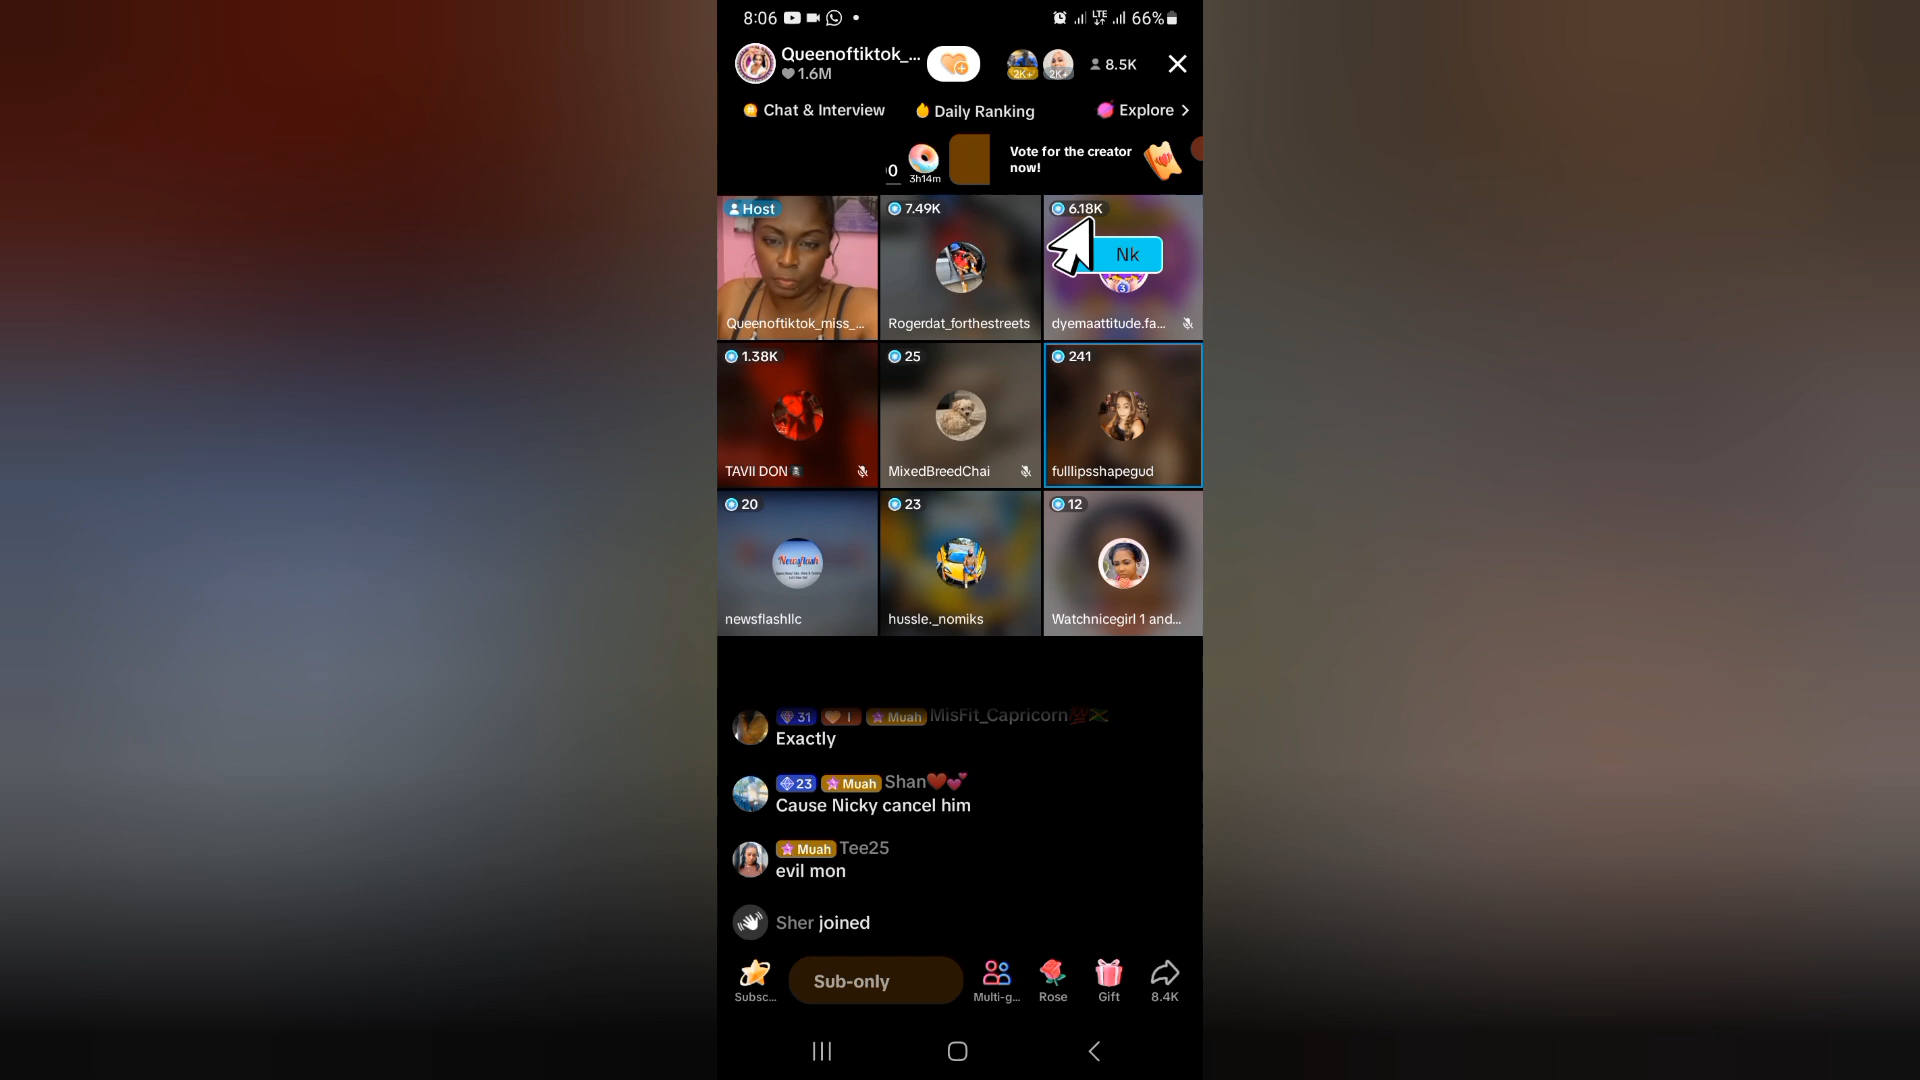 8:06
LTE
66%
Queenoftiktok_...
1.6M
2K+
2K+
8.5K
Chat & Interview
Daily Ranking
Explore
3h14m
Vote for the creator
now!
Host
7.49K
6.18K
Nk
3
Queenoftiktok_miss_...
Rogerdat_forthestreets
dyemaattitude.fa...
1.38K
25
241
TAVII DON
MixedBreedChai
fulllipsshapegud
20
23
12
Newsflash
newsflashllc
hussle._nomiks
Watchnicegirl 1 and...
31 I Muah MisFit_Capricorn💯🇯🇲
Exactly
23 Muah Shan❤️💕
Cause Nicky cancel him
Muah Tee25
evil mon
Sher joined
Sub-only
Subsc...
Multi-g...
Rose
Gift
8.4K